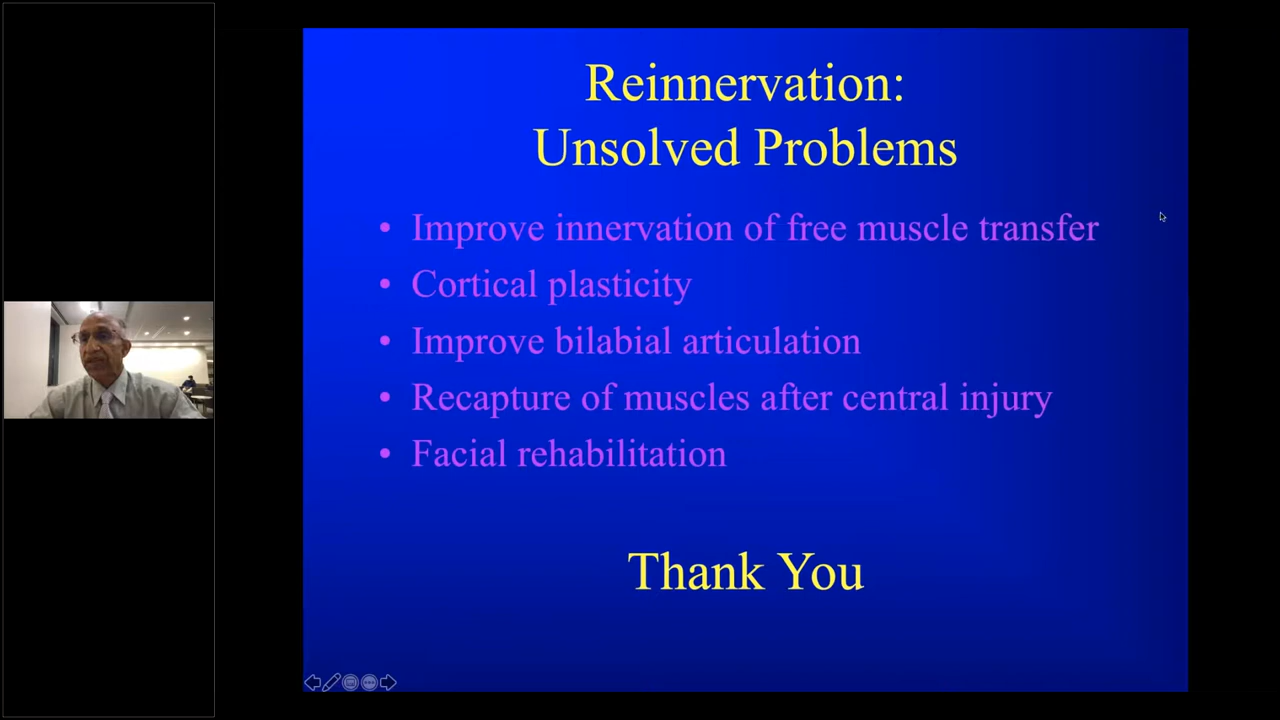 Reinnervation:
Unsolved Problems
• Improve innervation of free muscle transfer
• Cortical plasticity
• Improve bilabial articulation
• Recapture of muscles after central injury
• Facial rehabilitation
Thank You